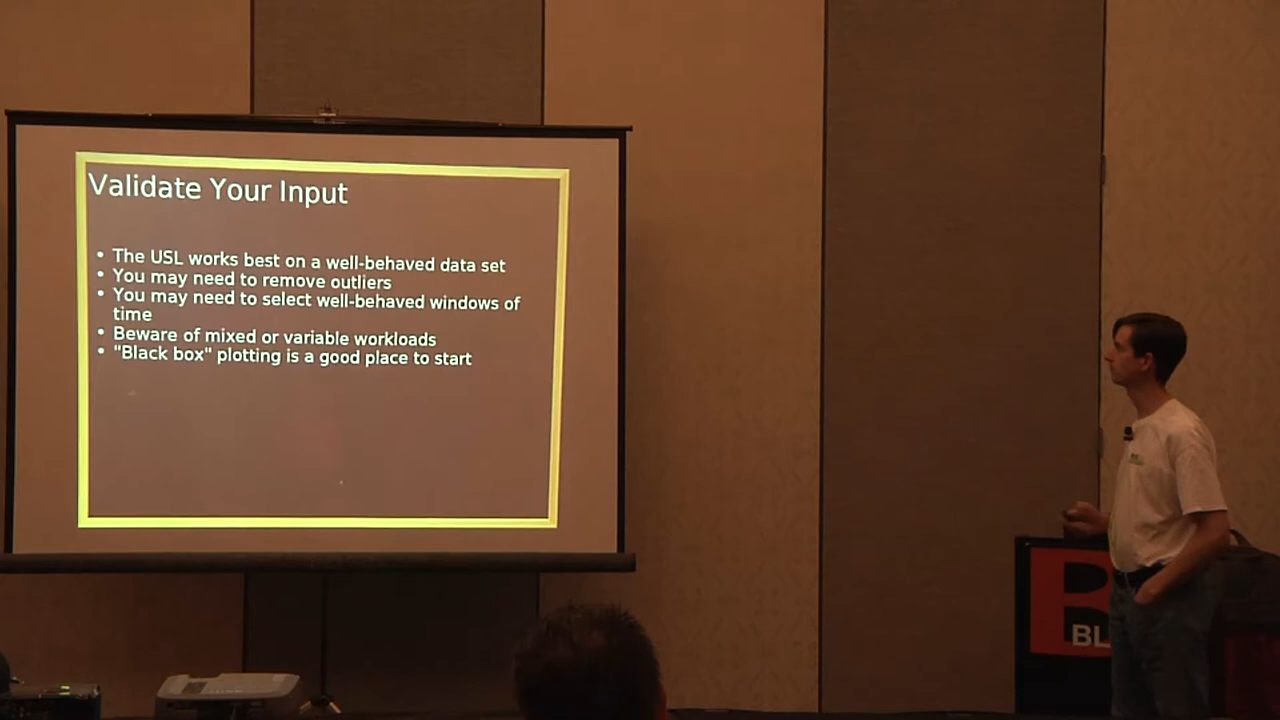 Validate Your Input
• The USL works best on a well-behaved data set
• You may need to remove outliers
• You may need to select well-behaved windows of
time
• Beware of mixed or variable workloads
• "Black box" plotting is a good place to start
B
BL